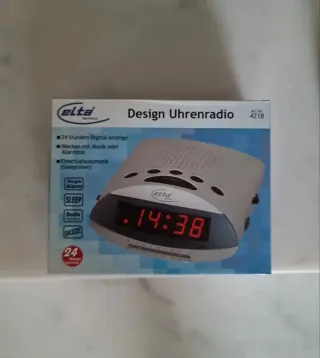 elta
Design Uhrenradio
4218
24 Stunden Digital-Anzeige
Wecken mit Musik oder
Alarmton
Einschlafautomatik
(Sleeptimer)
Alarm
SLEEP
Radio
SNOOZE
24
elta
14:38